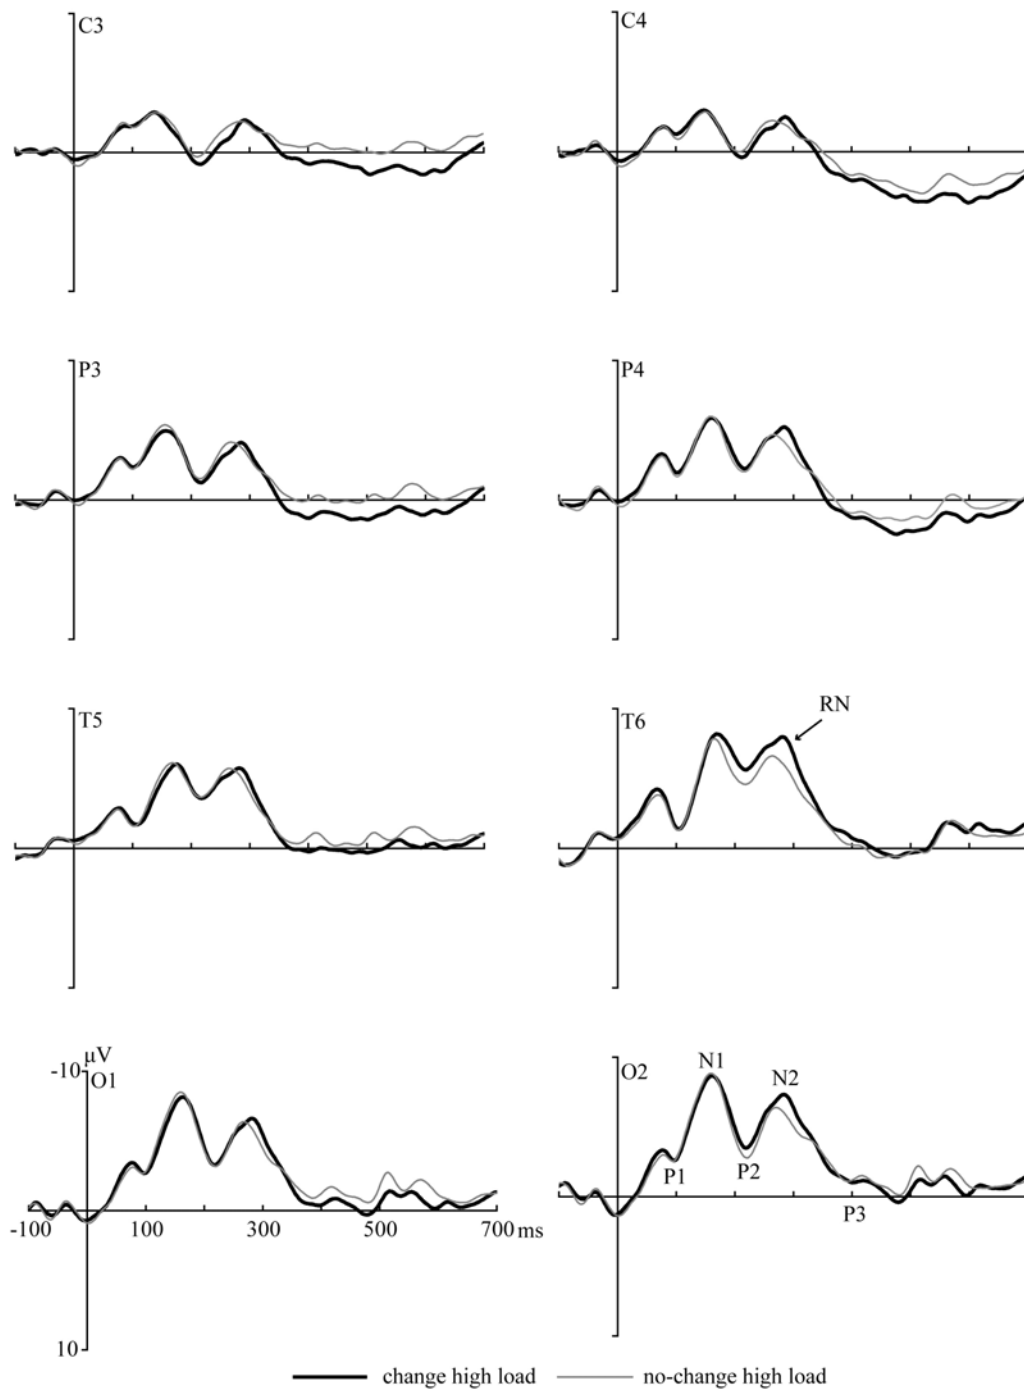 C3
C4
P3
P4
T5
T6
RN
µV
-10
O1
-100
100
300
500
700 ms
10
O2
N1
N2
P1
P2
P3
change high load
no-change high load